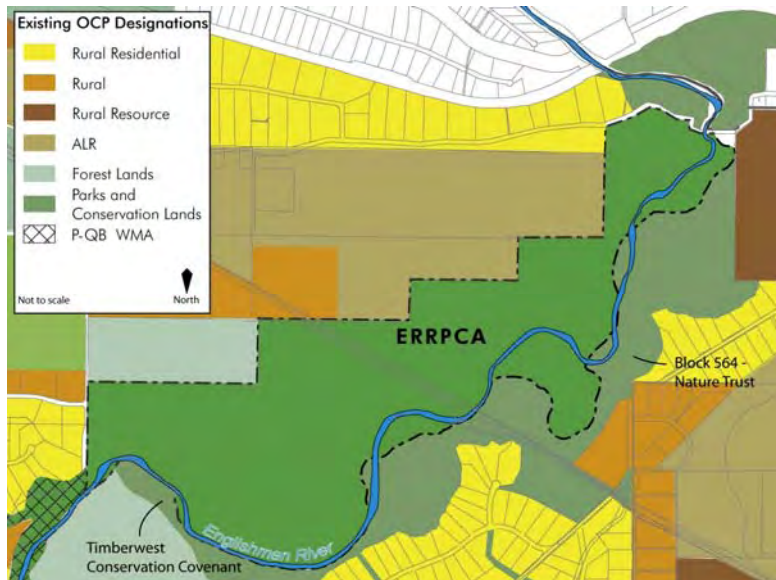 Existing OCP Designations
Rural Residential
Rural
Rural Resource
ALR
Forest Lands
Parks and
Conservation Lands
P-QB WMA
Not to scale
North
ERRPCA
Block 564 -
Nature Trust
Englishman River
Timberwest
Conservation Covenant